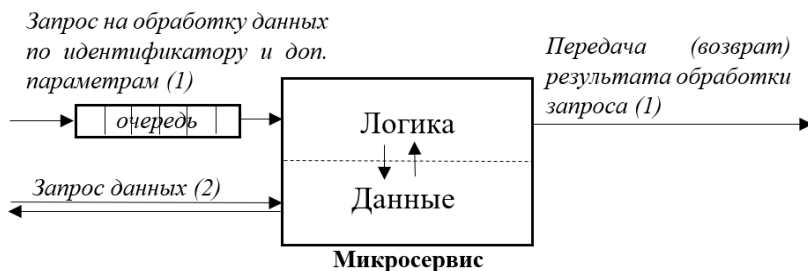 Запрос на обработку данных
по идентификатору и доп.
параметрам (1)
Передача (возврат)
результата обработки
запроса (1)
очередь
Логика
Запрос данных (2)
Данные
Микросервис